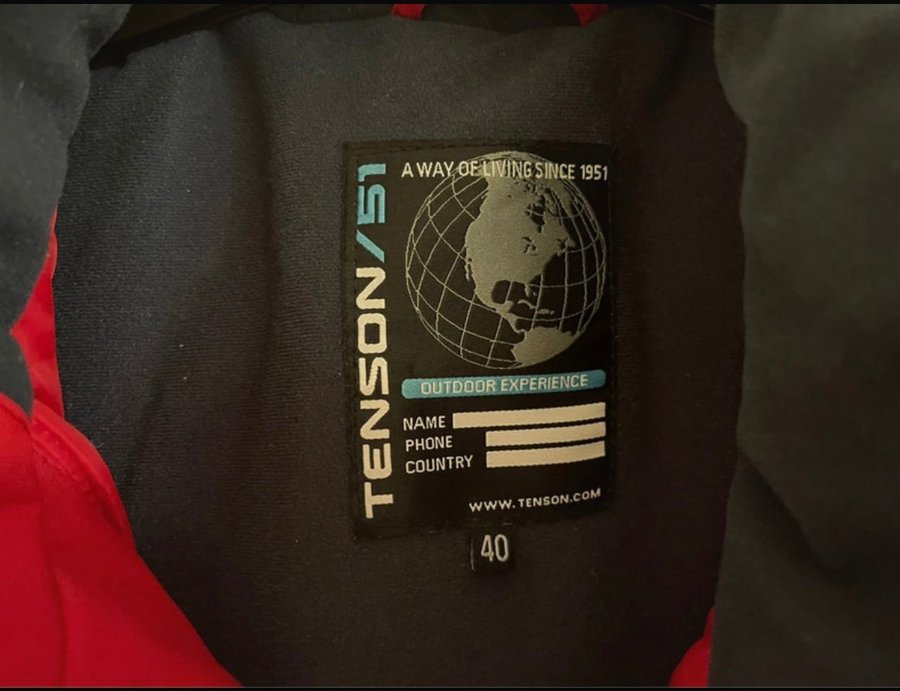 A WAY OF LIVING SINCE 1951
TENSON/51
OUTDOOR EXPERIENCE
NAME
PHONE
COUNTRY
WWW.TENSON.COM
40